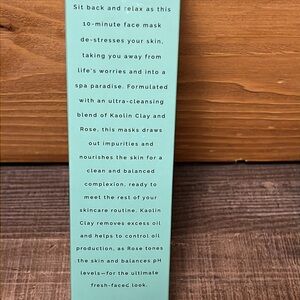 Sit back and relax as this
10-minute face mask
de-stresses your skin,
taking you away from
life's worries and into a
spa paradise. Formulated
with an ultra-cleansing
blend of Kaolin Clay and
Rose, this masks draws
out impurities and
nourishes the skin for a
clean and balanced
complexion, ready to
meet the rest of your
skincare routine. Kaolin
Clay removes excess oil
and helps to control oil
production, as Rose tones
the skin and balances pH
levels—for the ultimate
fresh-faced look.